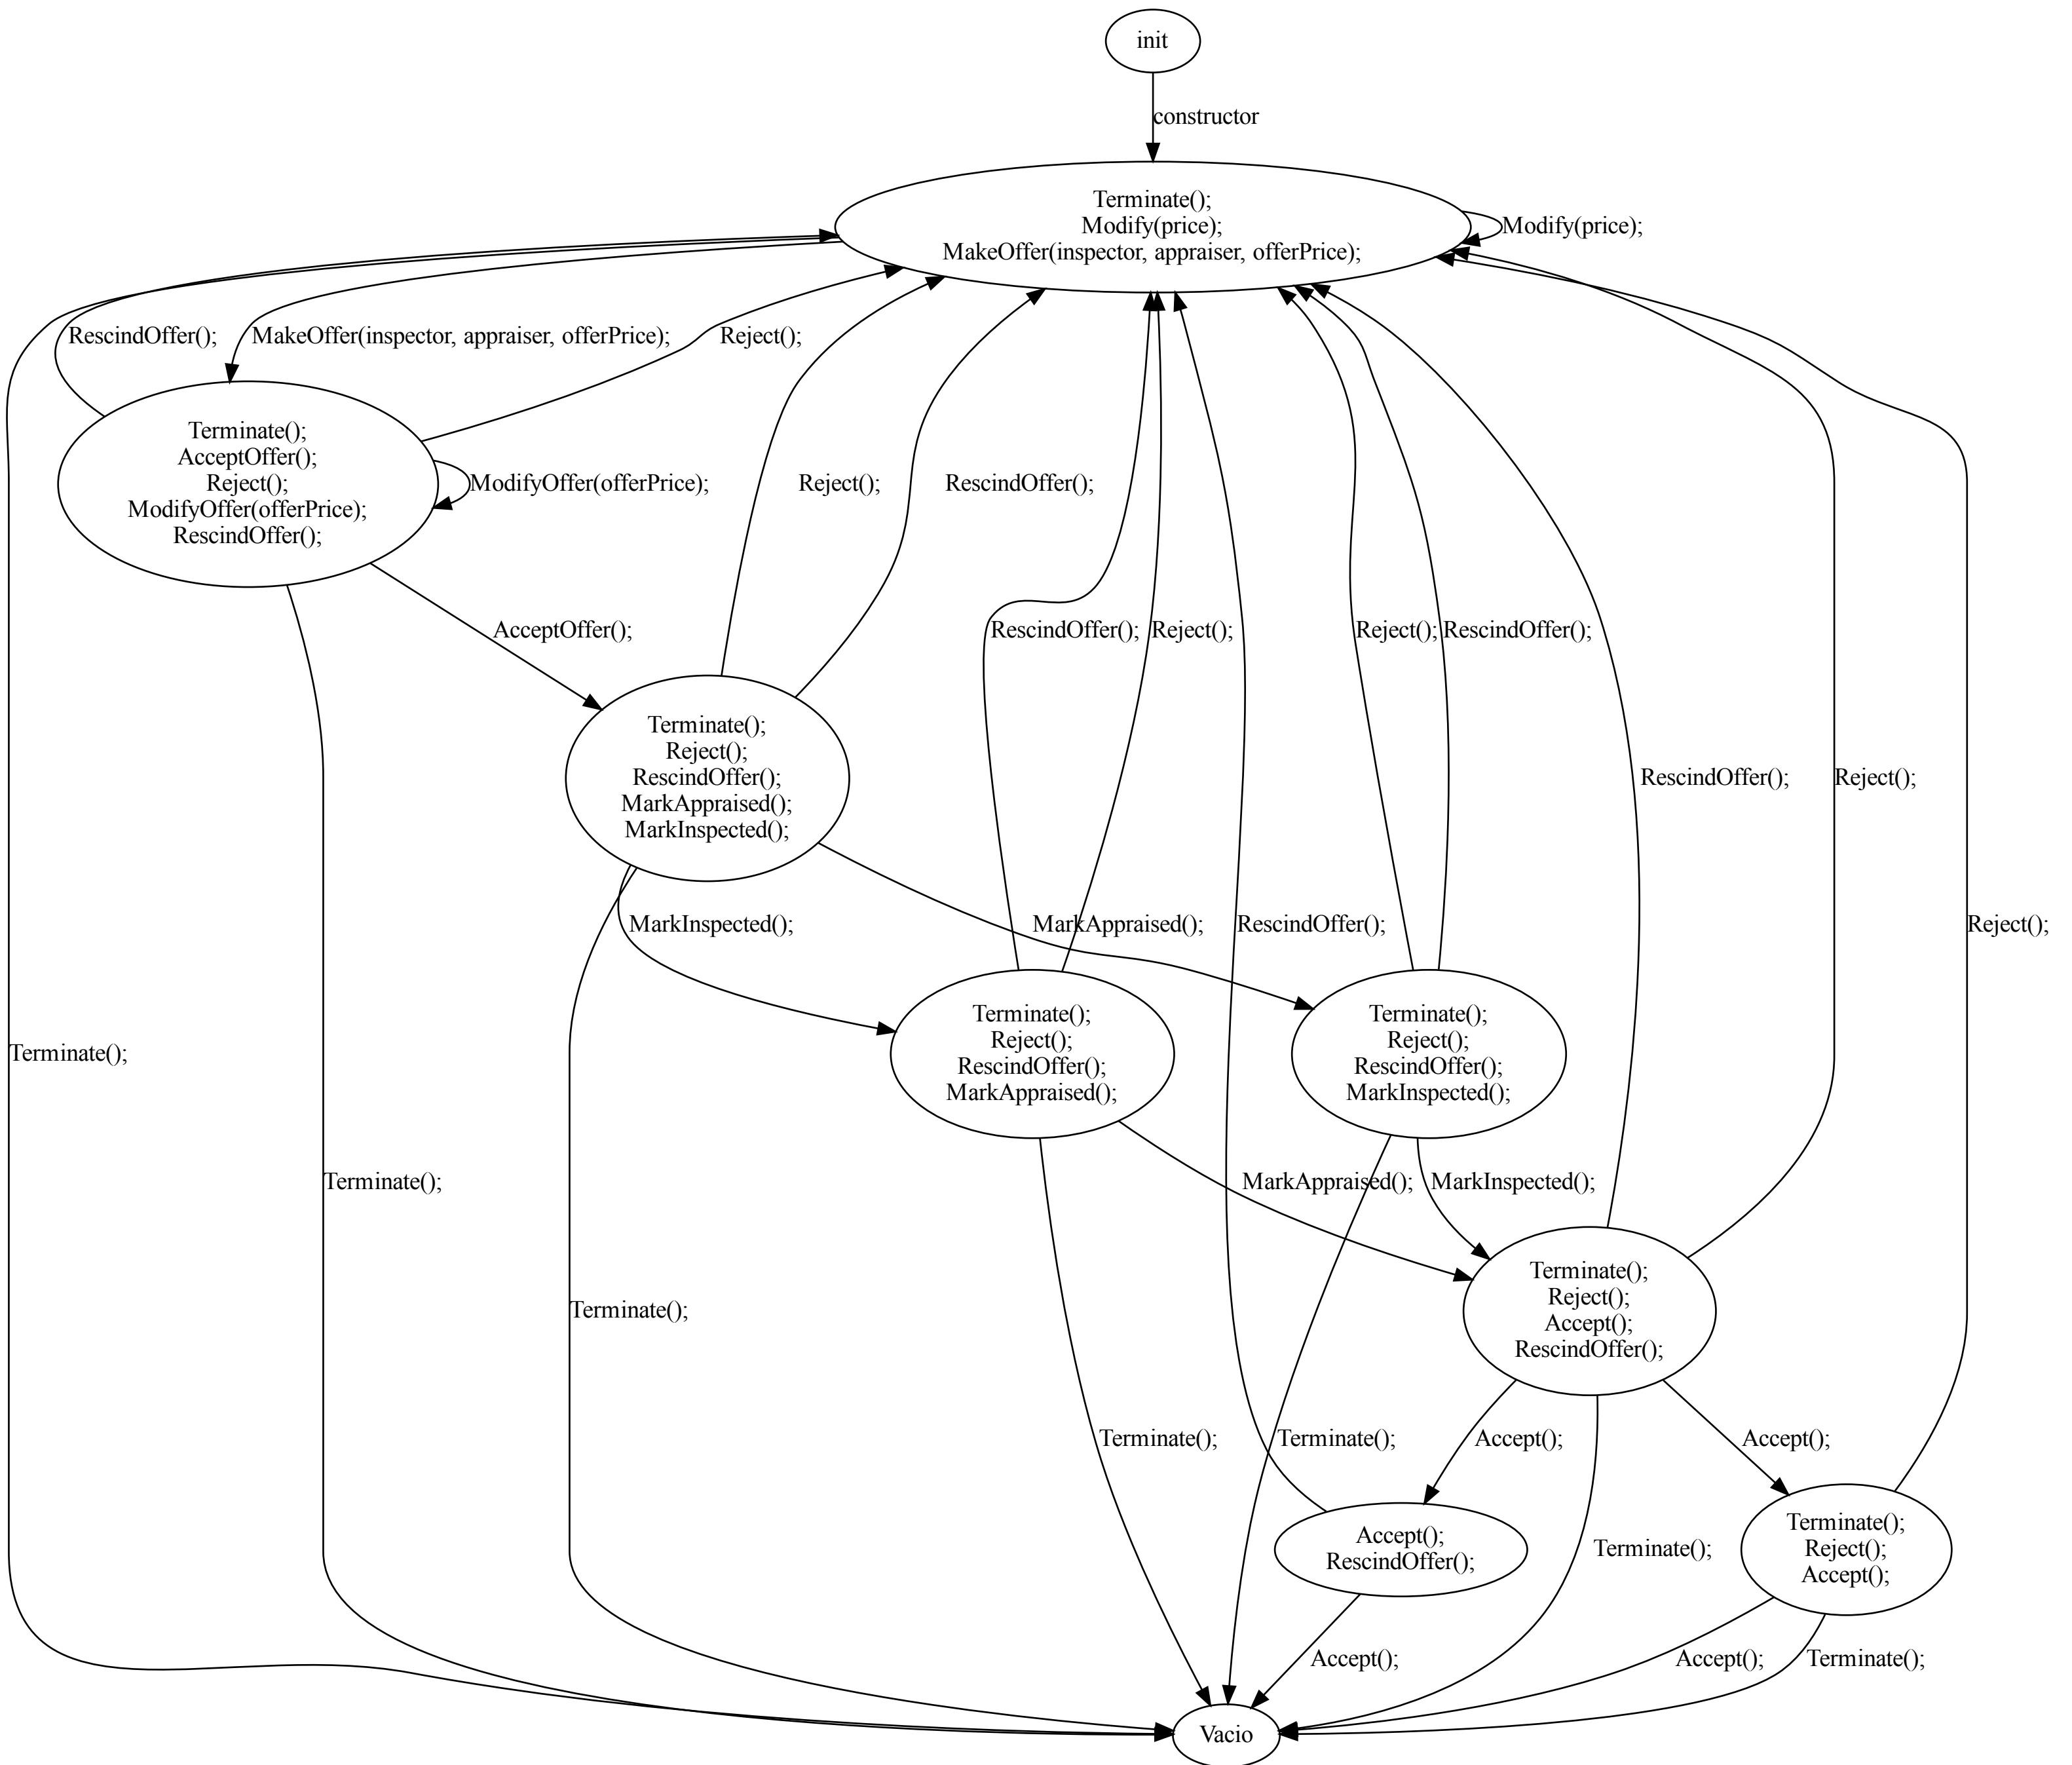 init
constructor
Terminate();
Modify(price);
MakeOffer(inspector, appraiser, offerPrice);
Modify(price);
RescindOffer();
MakeOffer(inspector, appraiser, offerPrice);
Reject();
Terminate();
AcceptOffer();
Reject();
ModifyOffer(offerPrice);
RescindOffer();
ModifyOffer(offerPrice);
Reject();
RescindOffer();
AcceptOffer();
RescindOffer();
Reject();
Reject();
RescindOffer();
Terminate();
Reject();
RescindOffer();
MarkAppraised();
MarkInspected();
RescindOffer();
Reject();
MarkInspected();
MarkAppraised();
RescindOffer();
Reject();
Terminate();
Terminate();
Reject();
RescindOffer();
MarkAppraised();
Terminate();
Reject();
RescindOffer();
MarkInspected();
Terminate();
MarkAppraised();
MarkInspected();
Terminate();
Terminate();
Reject();
Accept();
RescindOffer();
Terminate();
Terminate();
Accept();
Accept();
Accept();
RescindOffer();
Terminate();
Terminate();
Reject();
Accept();
Accept();
Accept();
Terminate();
Vacio